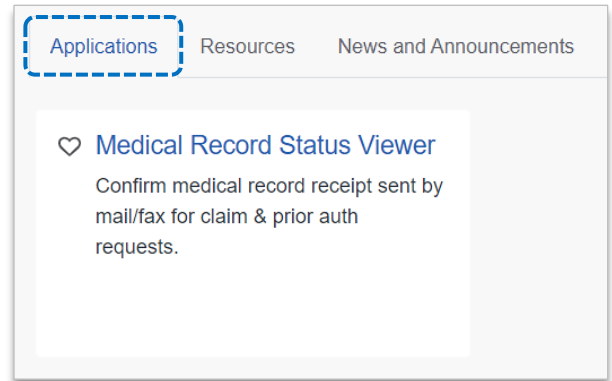 Applications Resources News and Announcements
Medical Record Status Viewer
Confirm medical record receipt sent by
mail/fax for claim & prior auth
requests.